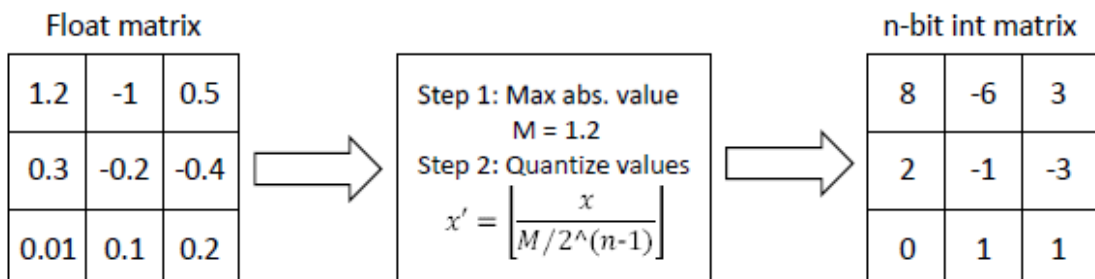 Float matrix
n-bit int matrix
1.2 -1 0.5
0.3 -0.2 -0.4
0.01 0.1 0.2
Step 1: Max abs. value
M = 1.2
Step 2: Quantize values
x′ = ⌊x / M/2^(n-1)⌋
8 -6 3
2 -1 -3
0 1 1